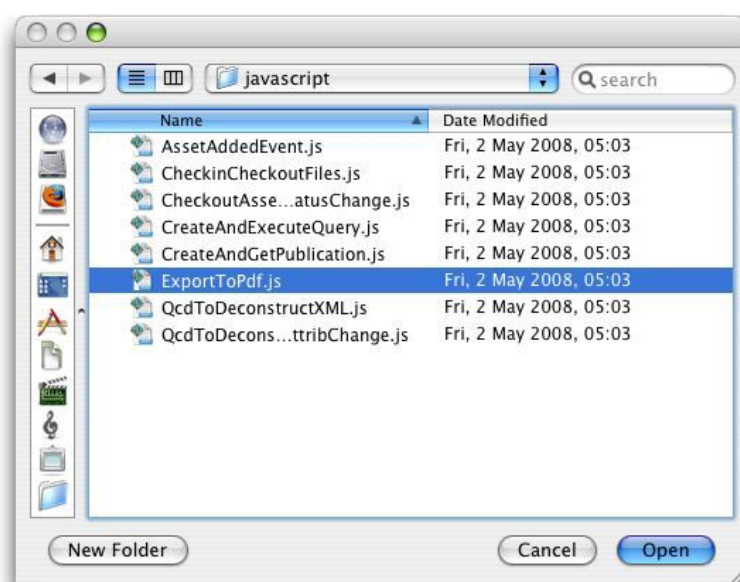 javascript
search
Name Date Modified
AssetAddedEvent.js Fri, 2 May 2008, 05:03
CheckinCheckoutFiles.js Fri, 2 May 2008, 05:03
CheckoutAsse...atusChange.js Fri, 2 May 2008, 05:03
CreateAndExecuteQuery.js Fri, 2 May 2008, 05:03
CreateAndGetPublication.js Fri, 2 May 2008, 05:03
ExportToPdf.js Fri, 2 May 2008, 05:03
QcdToDeconstructXML.js Fri, 2 May 2008, 05:03
QcdToDecons...ttribChange.js Fri, 2 May 2008, 05:03
New Folder Cancel Open